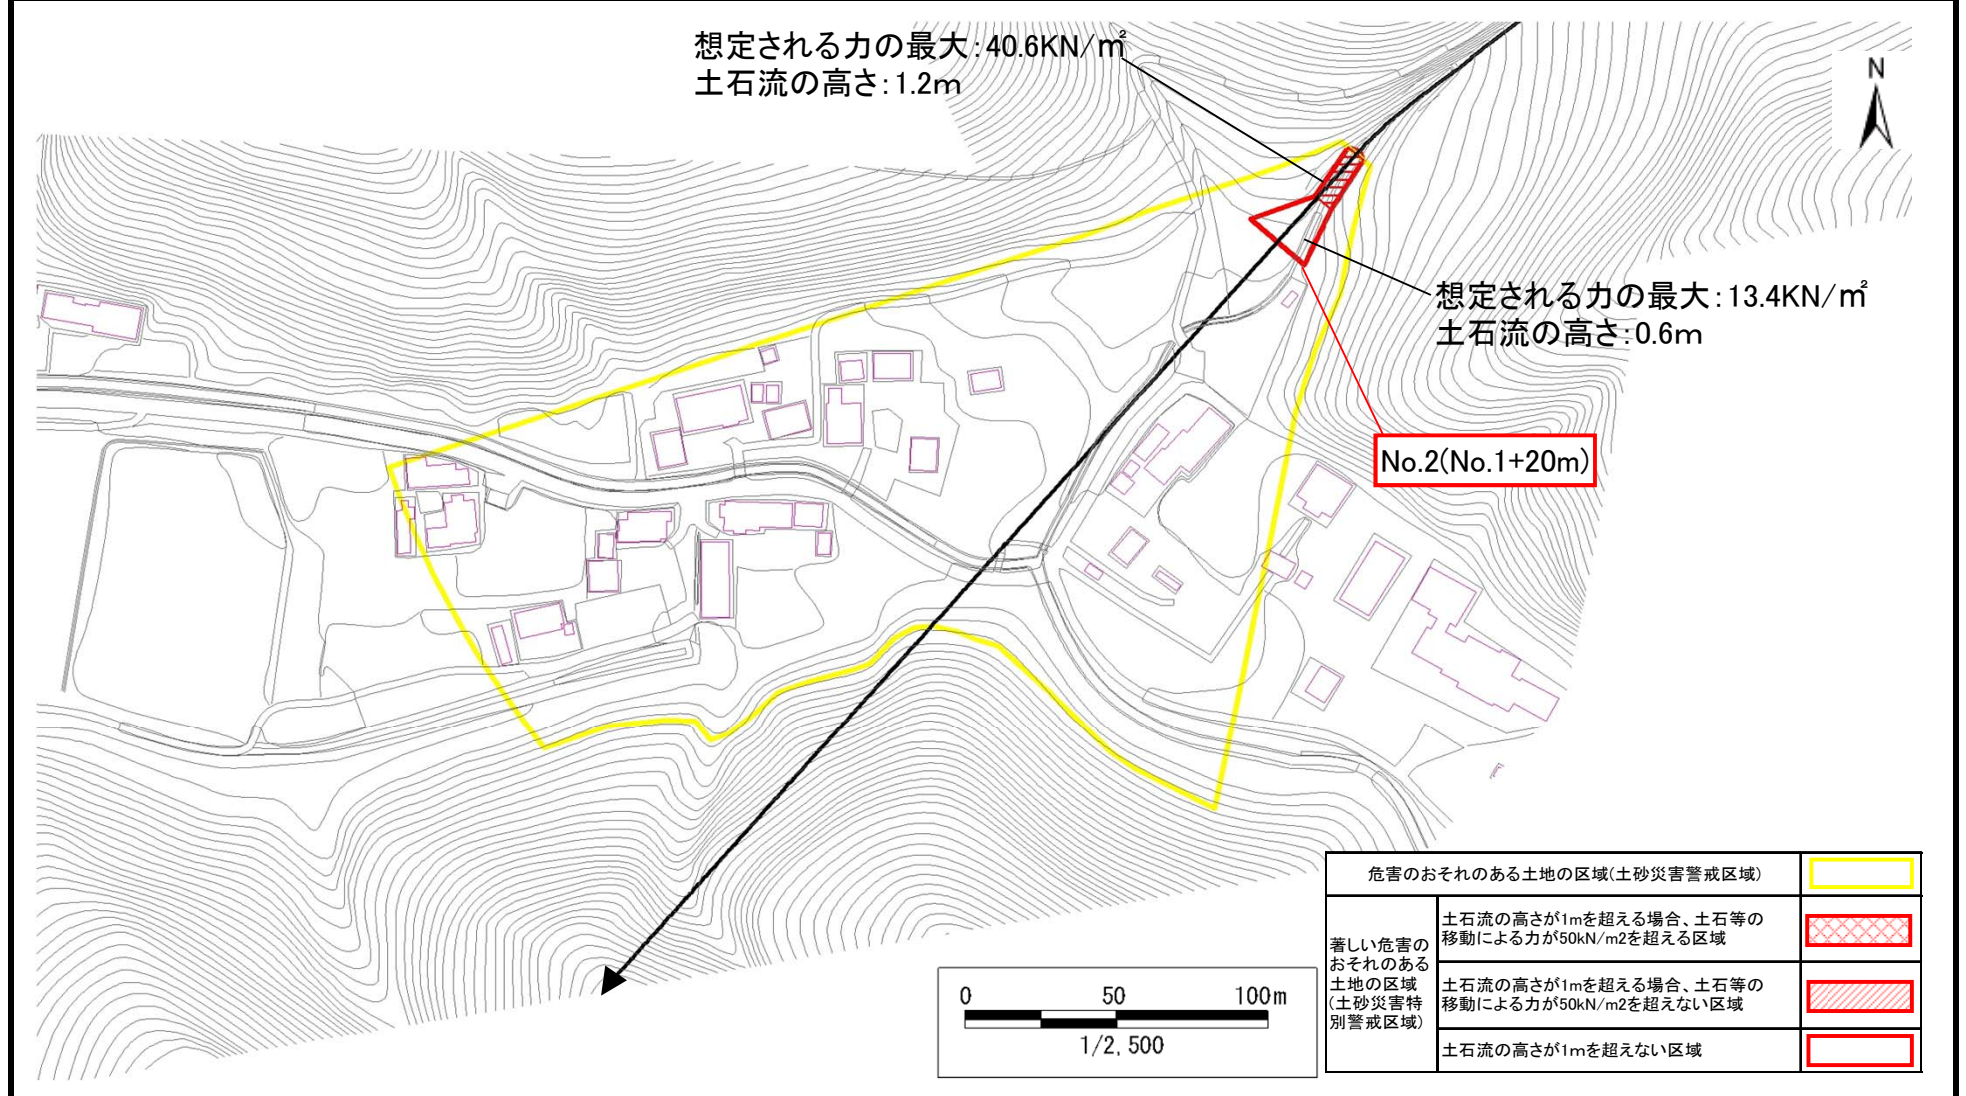 想定される力の最大：40.6KN/㎡
土石流の高さ：1.2m
N
想定される力の最大：13.4KN/㎡
土石流の高さ：0.6m
No.2(No.1+20m)
危害のおそれのある土地の区域(土砂災害警戒区域)
著しい危害の
おそれのある
土地の区域
(土砂災害特
別警戒区域)
土石流の高さが1mを超える場合、土石等の
移動による力が50kN/m2を超える区域
土石流の高さが1mを超える場合、土石等の
移動による力が50kN/m2を超えない区域
土石流の高さが1mを超えない区域
0 50 100m
1/2,500